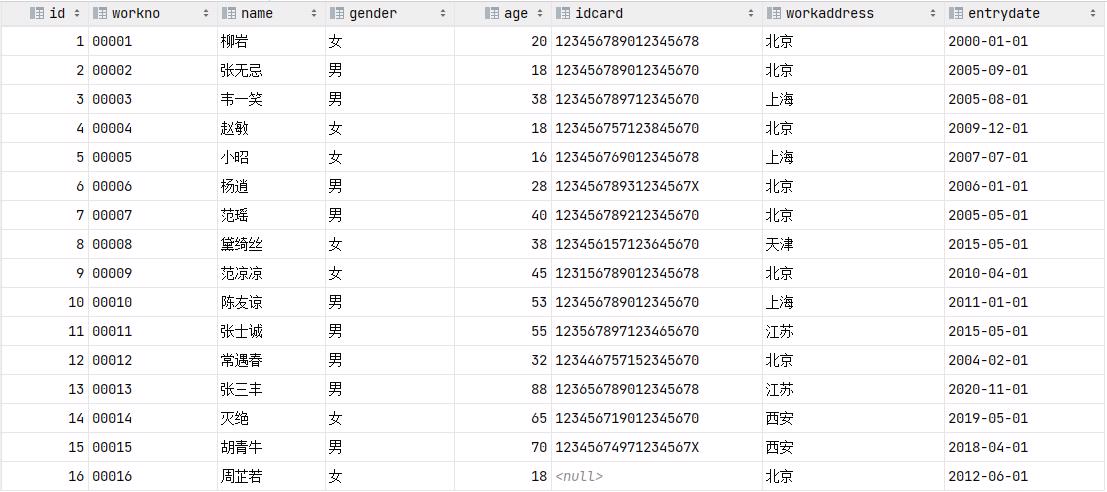 id workno name gender age idcard workaddress entrydate
1 00001 柳岩 女 20 123456789012345678 北京 2000-01-01
2 00002 张无忌 男 18 123456789012345670 北京 2005-09-01
3 00003 韦一笑 男 38 123456789712345670 上海 2005-08-01
4 00004 赵敏 女 18 123456757123845670 北京 2009-12-01
5 00005 小昭 女 16 123456769012345678 上海 2007-07-01
6 00006 杨逍 男 28 12345678931234567X 北京 2006-01-01
7 00007 范瑶 男 40 123456789212345670 北京 2005-05-01
8 00008 黛绮丝 女 38 123456157123645670 天津 2015-05-01
9 00009 范凉凉 女 45 123156789012345678 北京 2010-04-01
10 00010 陈友谅 男 53 123456789012345670 上海 2011-01-01
11 00011 张士诚 男 55 123567897123465670 江苏 2015-05-01
12 00012 常遇春 男 32 123446757152345670 北京 2004-02-01
13 00013 张三丰 男 88 123656789012345678 江苏 2020-11-01
14 00014 灭绝 女 65 123456719012345670 西安 2019-05-01
15 00015 胡青牛 男 70 12345674971234567X 西安 2018-04-01
16 00016 周芷若 女 18 <null> 北京 2012-06-01